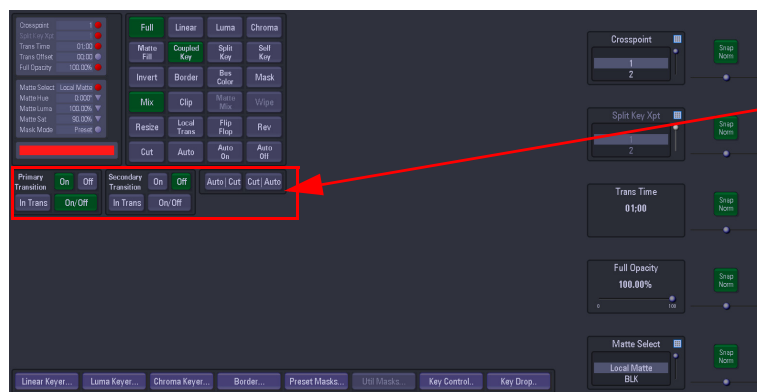 Crosspoint 1
Split Key Xpt 1
Trans Time 01;00
Trans Offset 00;00
Full Opacity 100.00%
Matte Select Local Matte
Matte Hue 0.000°
Matte Luma 100.00%
Matte Sat 90.00%
Mask Mode Preset
Full Linear Luma Chroma
Matte Fill Coupled Key Split Key Self Key
Invert Border Bus Color Mask
Mix Clip Matte Mix Wipe
Resize Local Trans Flip Flop Rev
Cut Auto Auto On Auto Off
Primary Transition On Off
In Trans On/Off
Secondary Transition On Off
In Trans On/Off
Auto|Cut Cut|Auto
Crosspoint
1
2
Snap Norm
Split Key Xpt
1
2
Snap Norm
Trans Time
01;00
Snap Norm
Full Opacity
100.00%
0 100
Snap Norm
Matte Select
Local Matte
BLK
Snap Norm
Linear Keyer... Luma Keyer... Chroma Keyer... Border... Preset Masks... Util Masks... Key Control.. Key Drop..